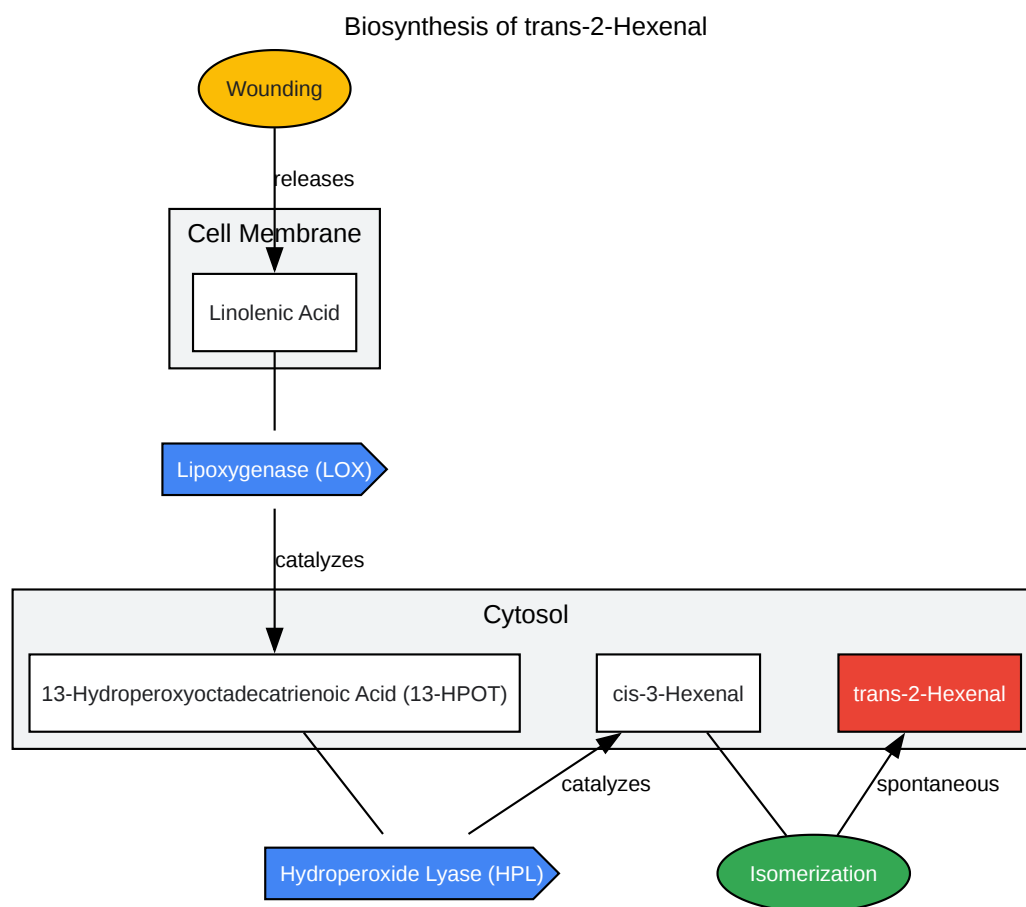 Biosynthesis of trans-2-Hexenal
Wounding
releases
Cell Membrane
Linolenic Acid
Lipoxygenase (LOX)
catalyzes
Cytosol
13-Hydroperoxyoctadecatrienoic Acid (13-HPOT)
cis-3-Hexenal
trans-2-Hexenal
catalyzes
spontaneous
Hydroperoxide Lyase (HPL)
Isomerization